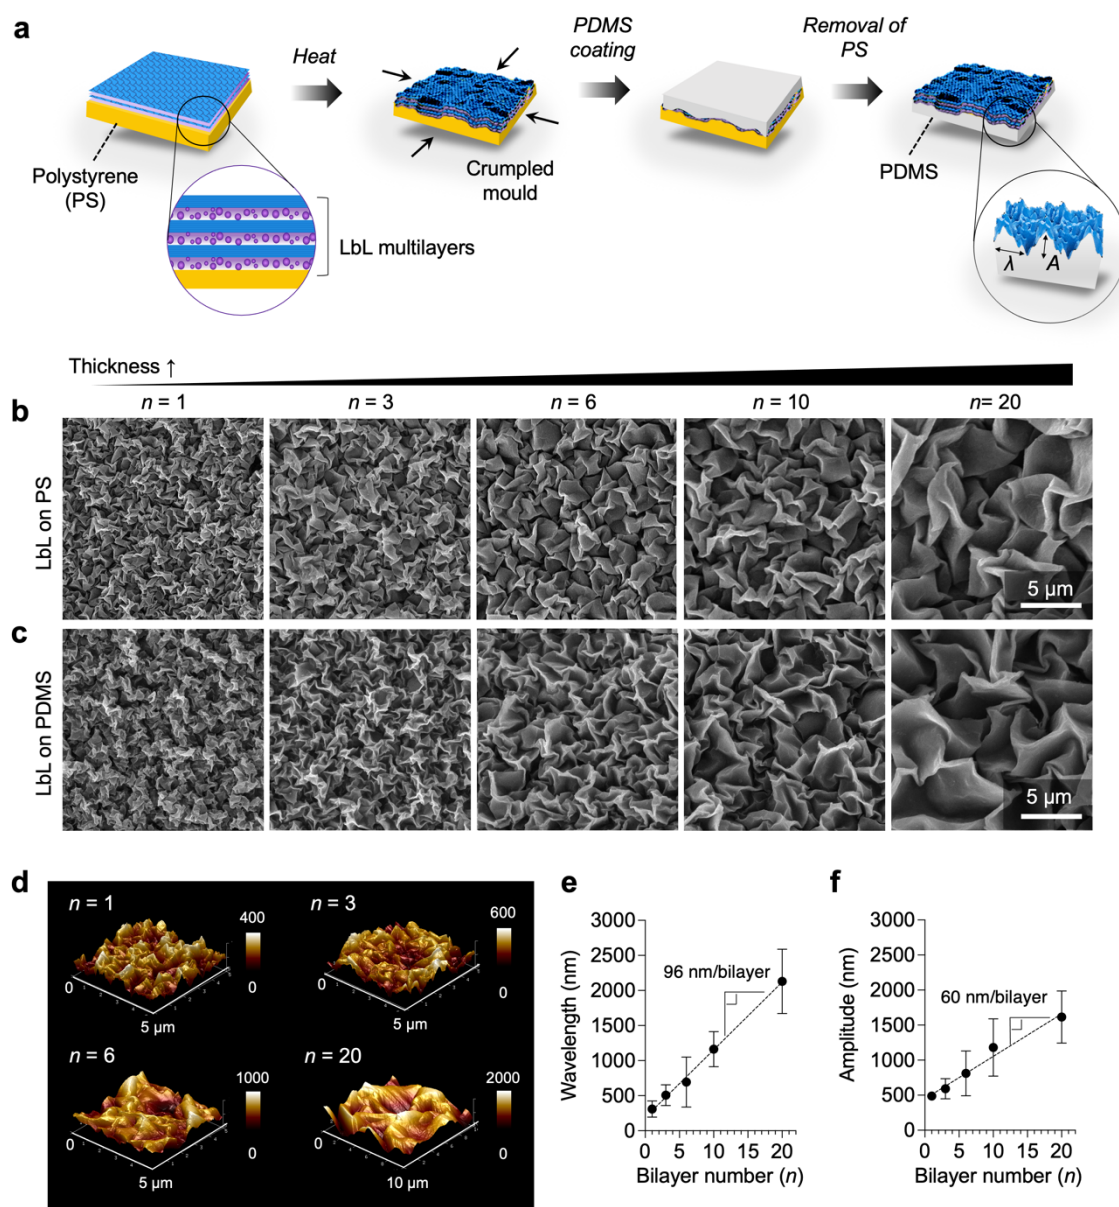 a
Heat
PDMS
coating
Removal of
PS
Polystyrene
(PS)
Crumpled
mould
PDMS
LbL multilayers
λ
A
Thickness ↑
n = 1
n = 3
n = 6
n = 10
n= 20
b
LbL on PS
5 μm
c
LbL on PDMS
5 μm
d
n = 1
400
0
0
5 μm
n = 3
600
0
0
5 μm
n = 6
1000
0
0
5 μm
n = 20
2000
0
0
10 μm
e
Wavelength (nm)
3000
2500
2000
1500
1000
500
0
96 nm/bilayer
0 5 10 15 20
Bilayer number (n)
f
Amplitude (nm)
3000
2500
2000
1500
1000
500
0
60 nm/bilayer
0 5 10 15 20
Bilayer number (n)